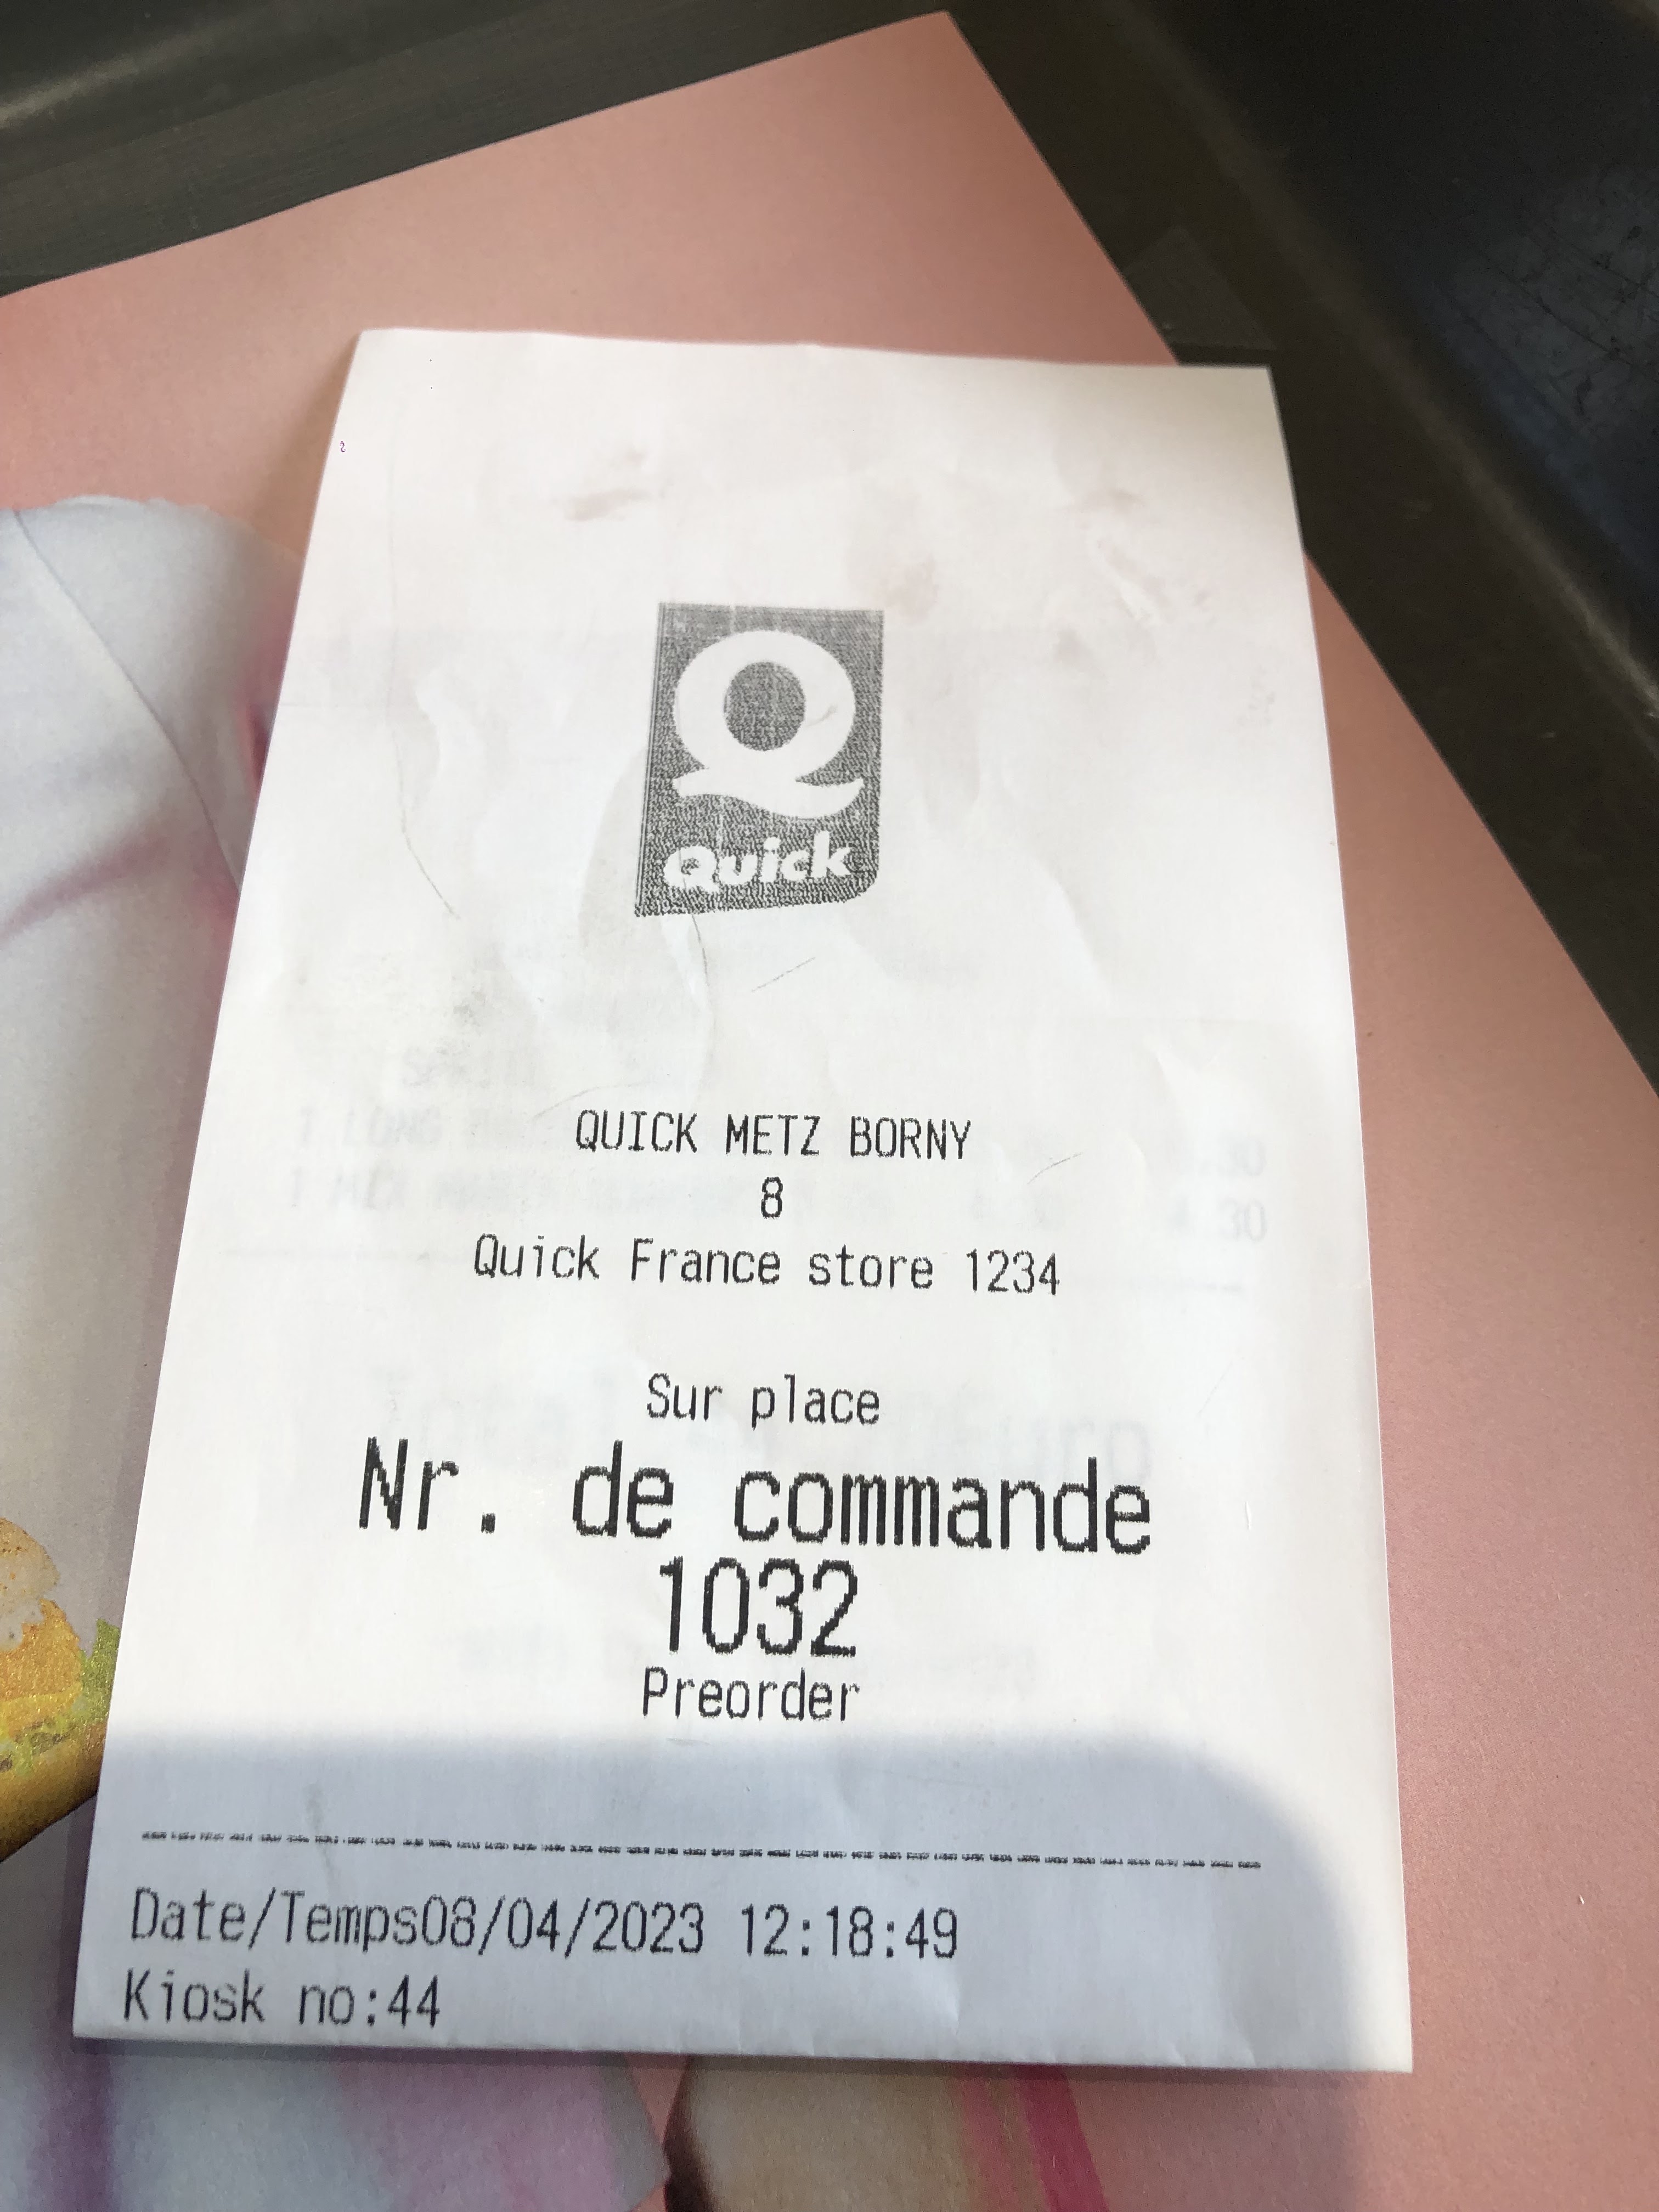 Q
Quick
QUICK METZ BORNY
8
Quick France store 1234
Sur place
Nr. de commande
1032
Preorder
Date/Temps08/04/2023 12:18:49
Kiosk no:44